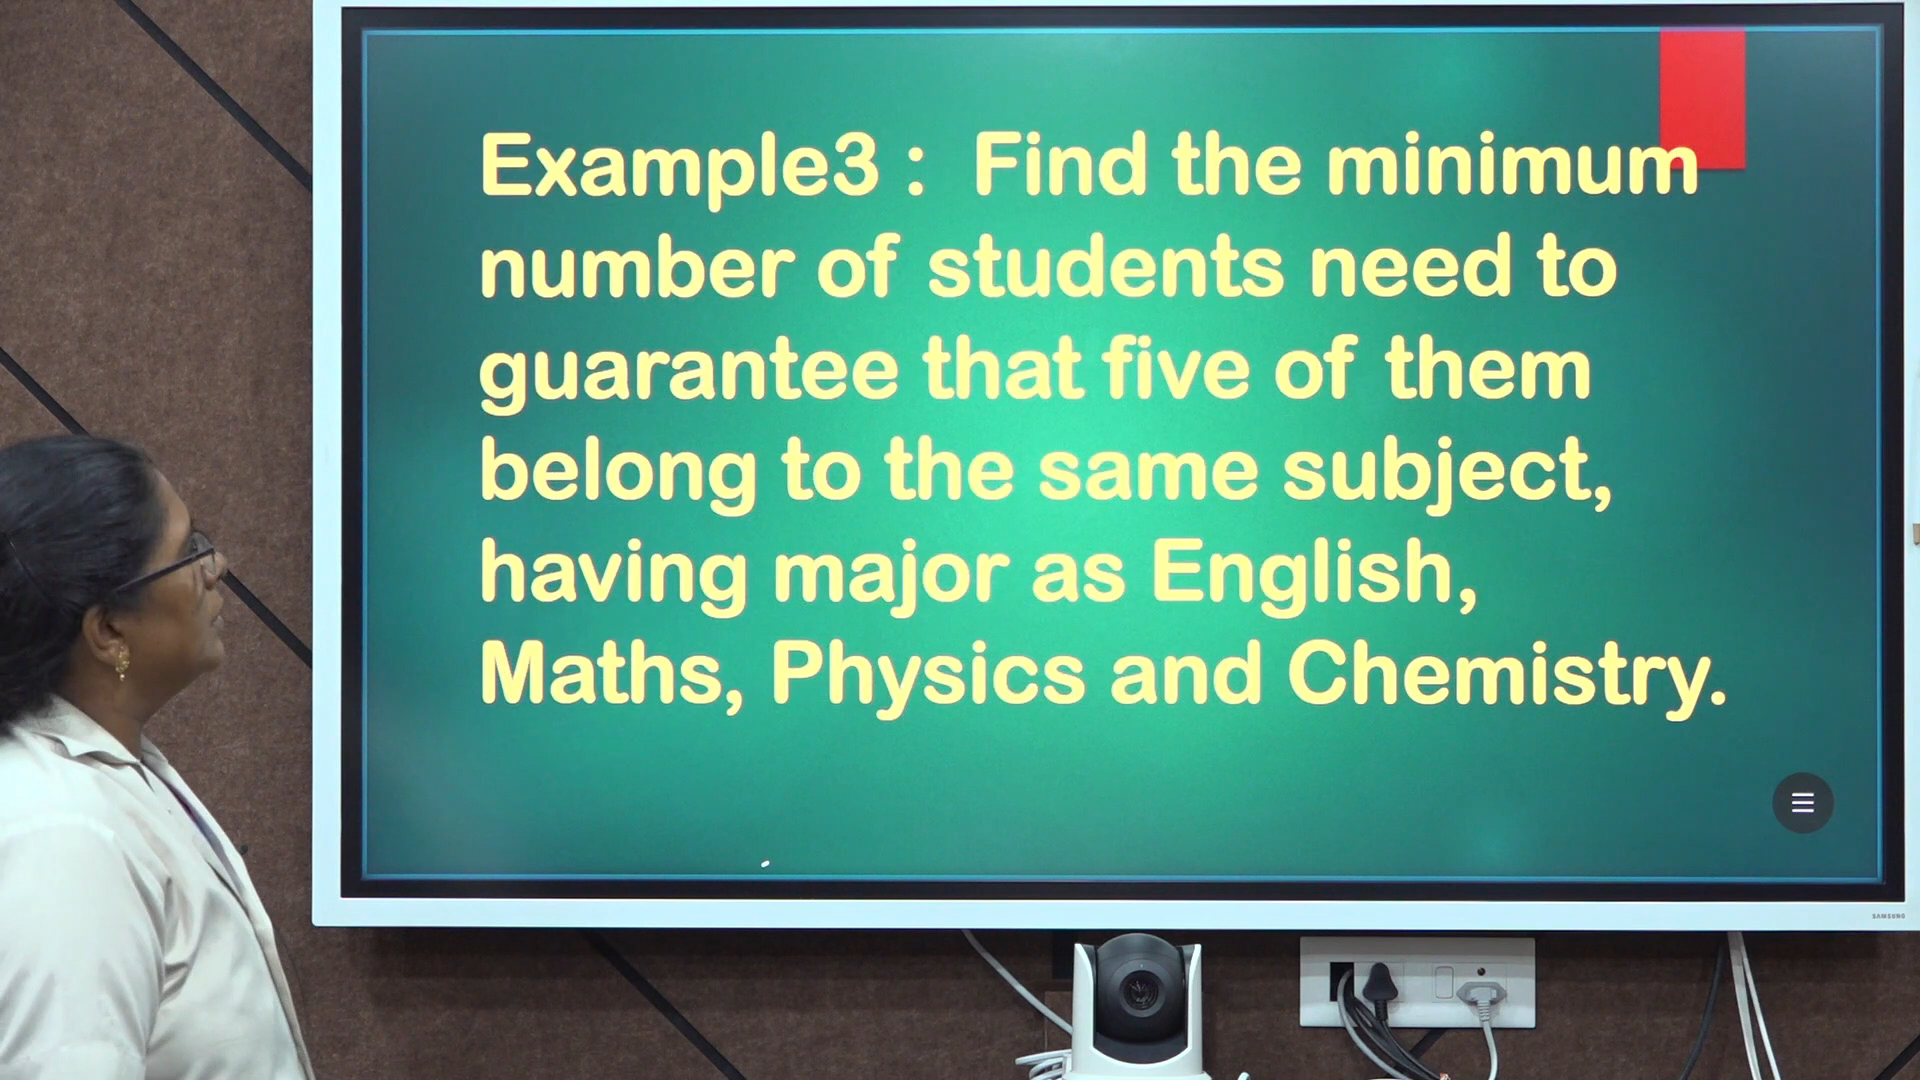 Example3 : Find the minimum
number of students need to
guarantee that five of them
belong to the same subject,
having major as English,
Maths, Physics and Chemistry.
SAMSUNG